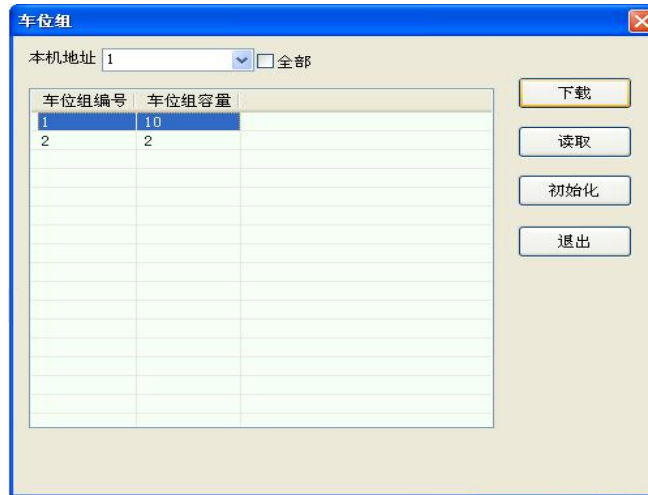 车位组
本机地址 1 全部
下载
车位组编号 车位组容量
1 10
2 2
读取
初始化
退出